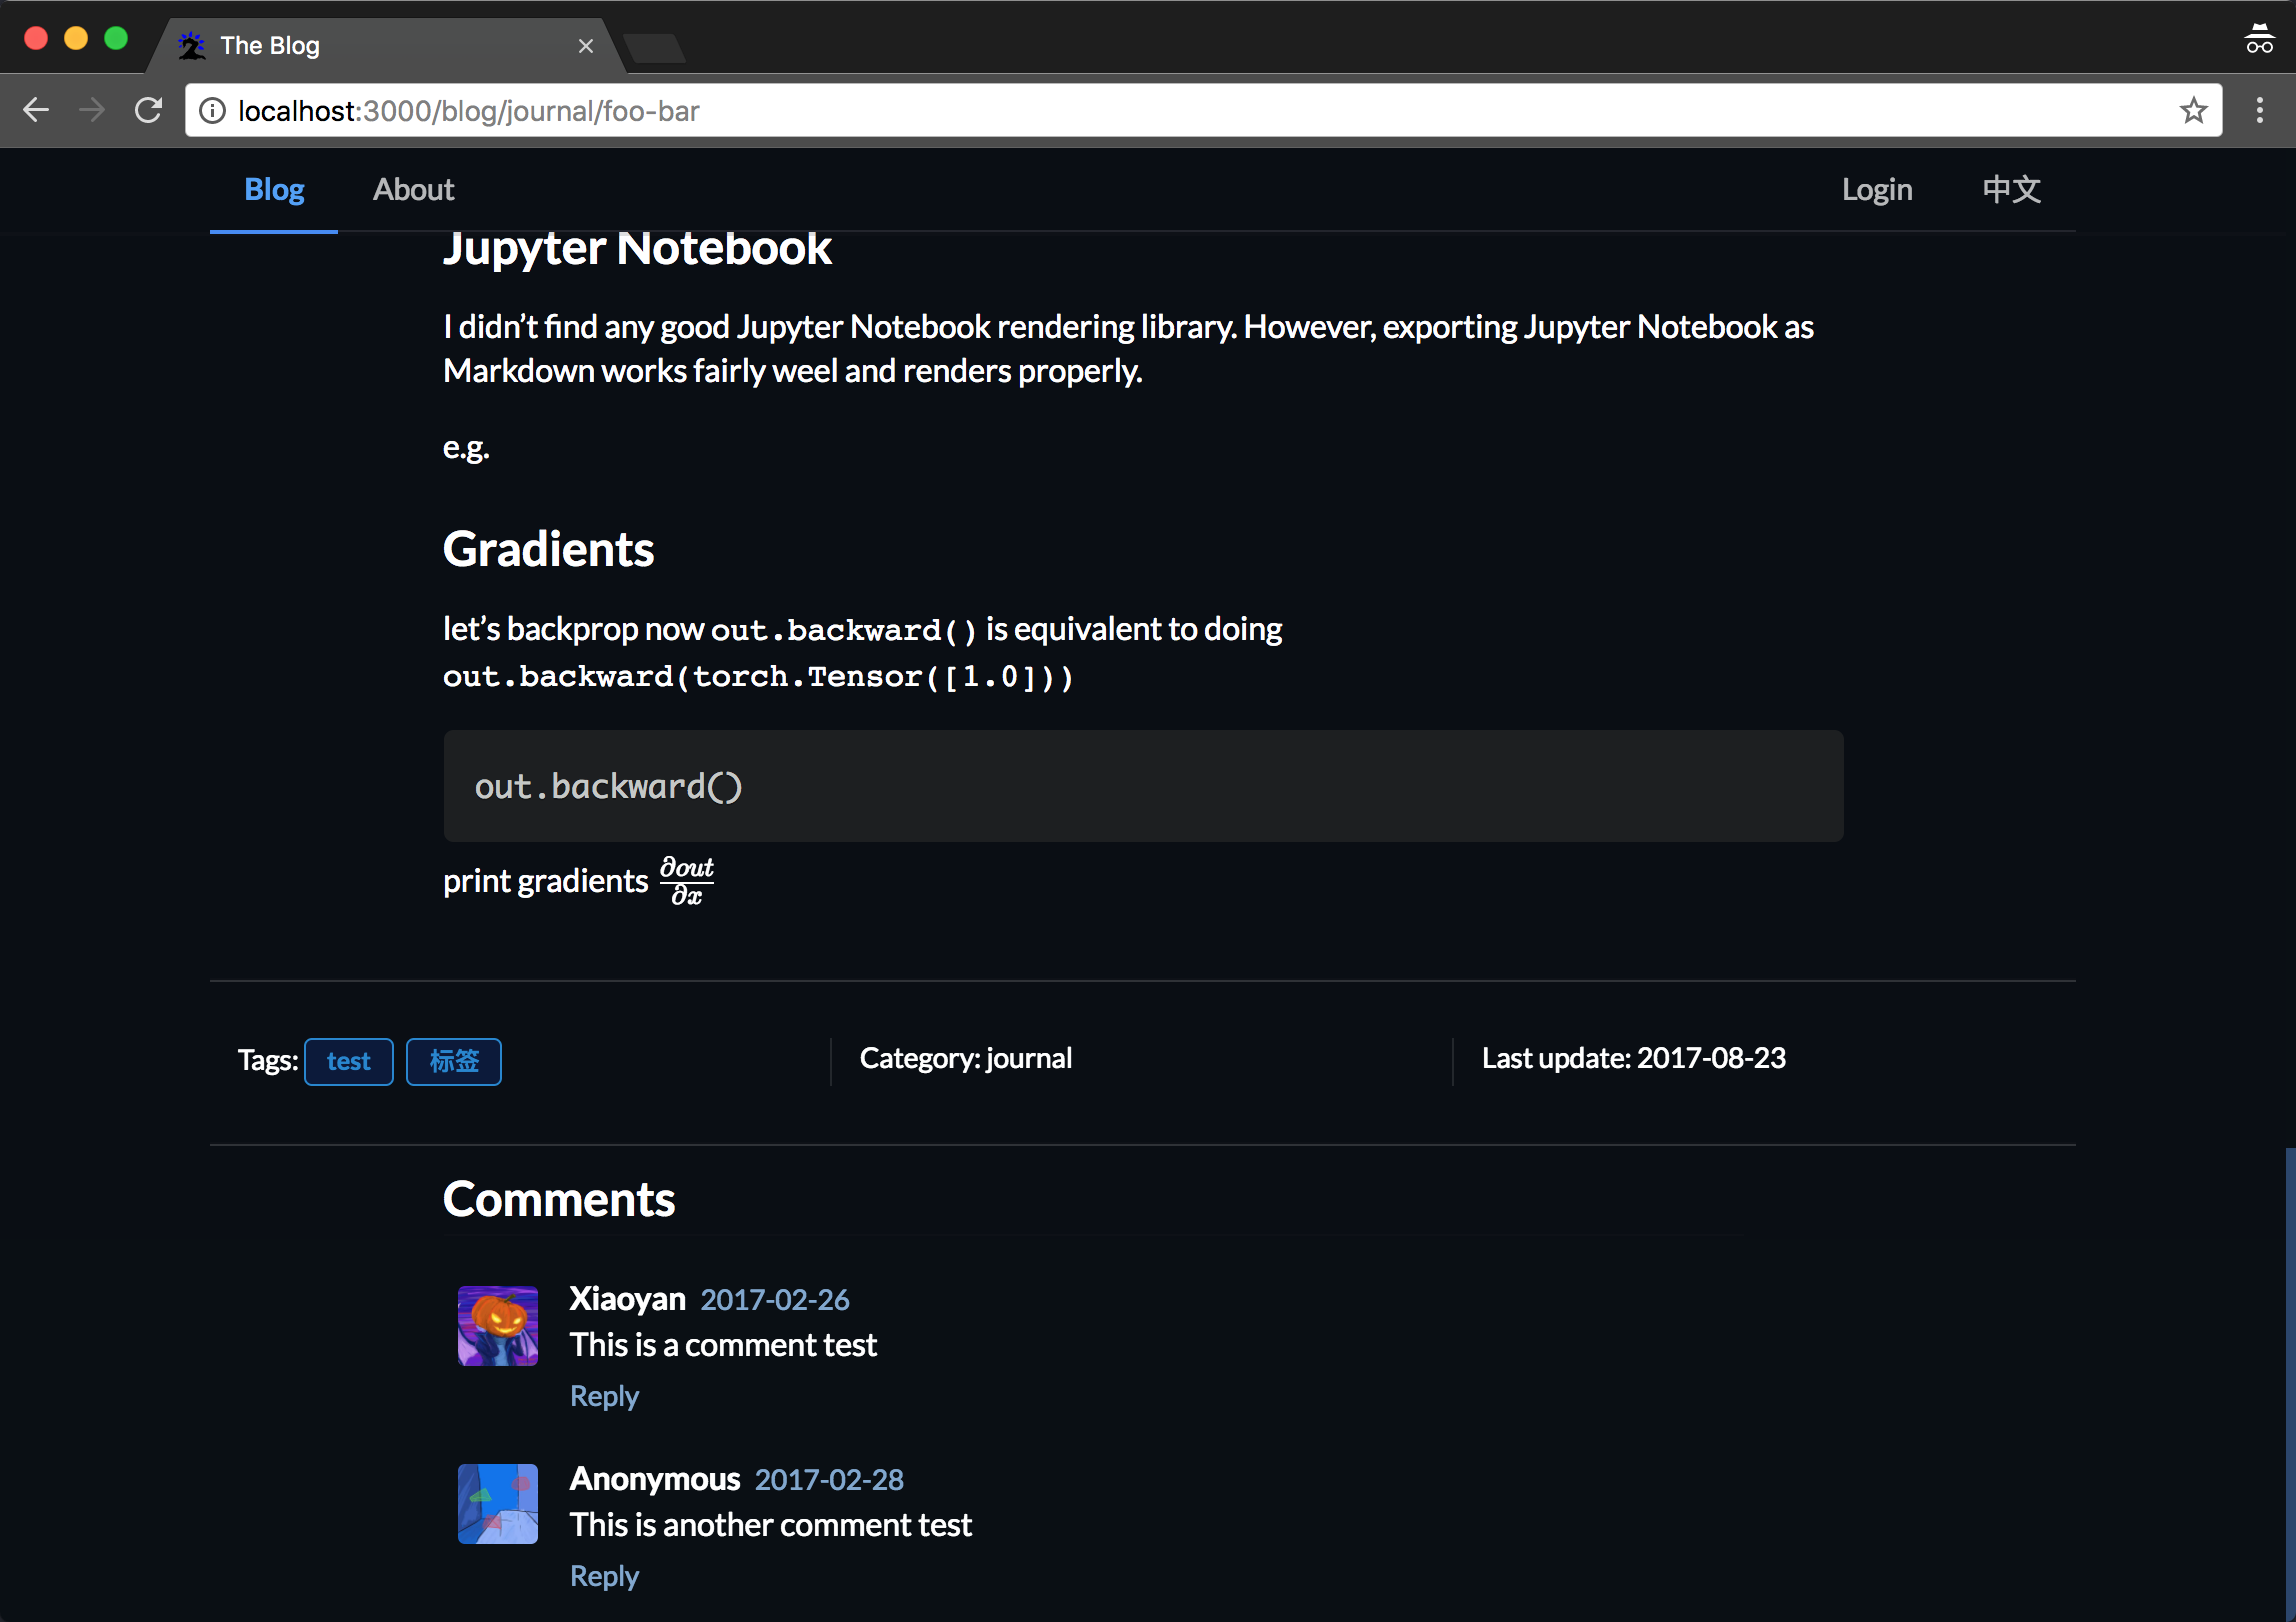 The Blog
localhost:3000/blog/journal/foo-bar
Blog About Login 中文
Jupyter Notebook
I didn’t find any good Jupyter Notebook rendering library. However, exporting Jupyter Notebook as
Markdown works fairly weel and renders properly.
e.g.
Gradients
let’s backprop now out.backward() is equivalent to doing
out.backward(torch.Tensor([1.0]))
out.backward()
print gradients ∂out/∂x
Tags: test 标签 Category: journal Last update: 2017-08-23
Comments
Xiaoyan 2017-02-26
This is a comment test
Reply
Anonymous 2017-02-28
This is another comment test
Reply